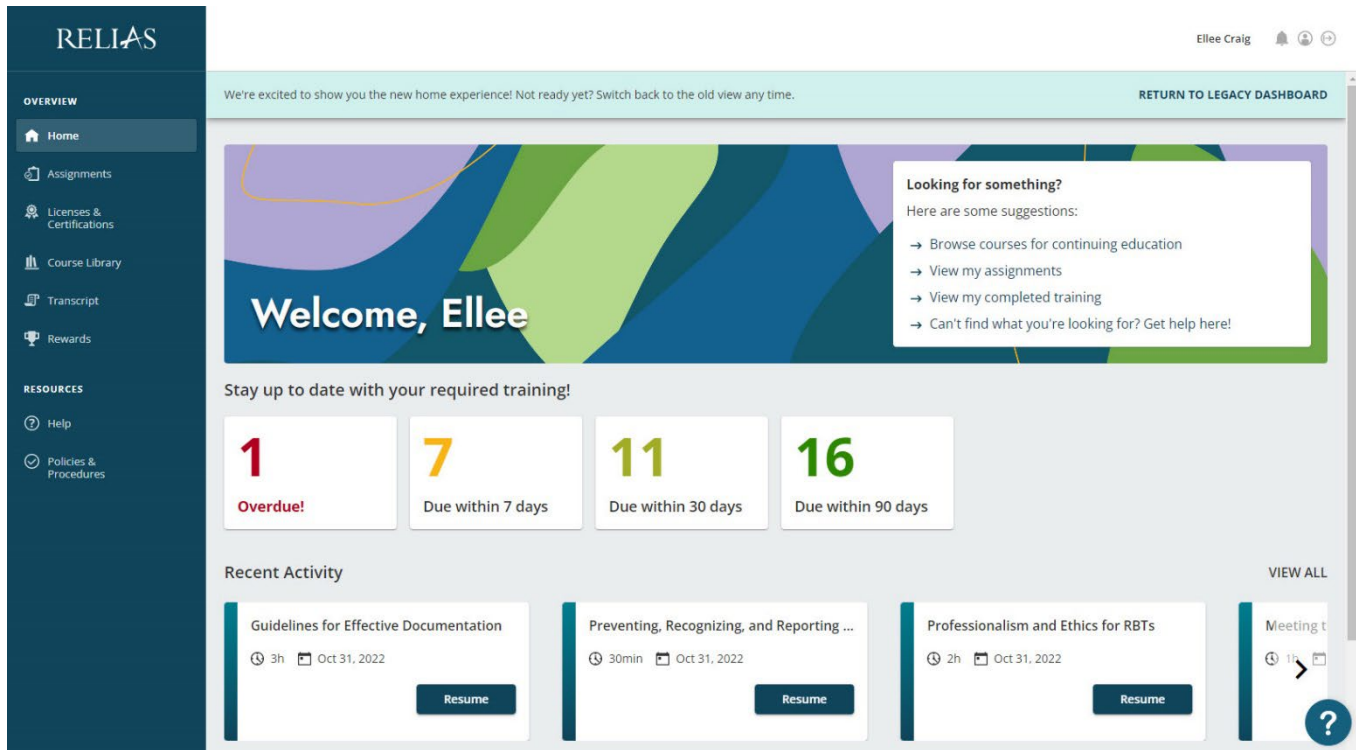 RELIAS
Ellee Craig
OVERVIEW
Home
Assignments
Licenses &
Certifications
Course Library
Transcript
Rewards
RESOURCES
Help
Policies &
Procedures
We're excited to show you the new home experience! Not ready yet? Switch back to the old view any time.
RETURN TO LEGACY DASHBOARD
Welcome, Ellee
Looking for something?
Here are some suggestions:
→ Browse courses for continuing education
→ View my assignments
→ View my completed training
→ Can't find what you're looking for? Get help here!
Stay up to date with your required training!
1
Overdue!
7
Due within 7 days
11
Due within 30 days
16
Due within 90 days
Recent Activity
VIEW ALL
Guidelines for Effective Documentation
3h Oct 31, 2022
Resume
Preventing, Recognizing, and Reporting ...
30min Oct 31, 2022
Resume
Professionalism and Ethics for RBTs
2h Oct 31, 2022
Resume
Meeting t
1h
?